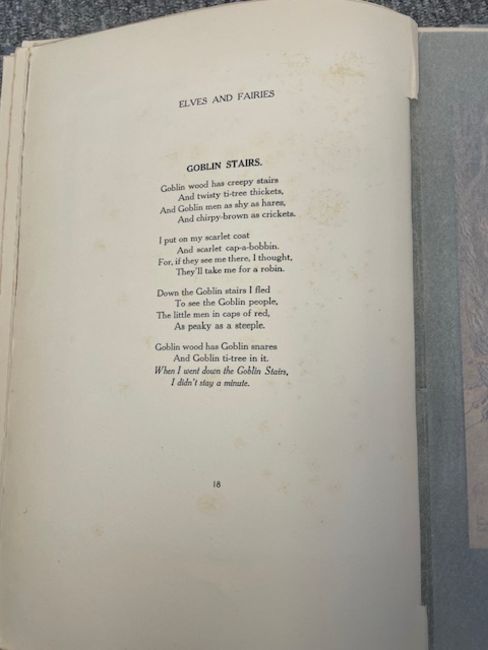 ELVES AND FAIRIES
GOBLIN STAIRS.
Goblin wood has creepy stairs
And twisty ti-tree thickets,
And Goblin men as shy as hares,
And chirpy-brown as crickets.
I put on my scarlet coat
And scarlet cap-a-bobbin.
For, if they see me there, I thought,
They'll take me for a robin.
Down the Goblin stairs I fled
To see the Goblin people,
The little men in caps of red,
As peaky as a steeple.
Goblin wood has Goblin snares
And Goblin ti-tree in it.
When I went down the Goblin Stairs,
I didn't stay a minute.
18